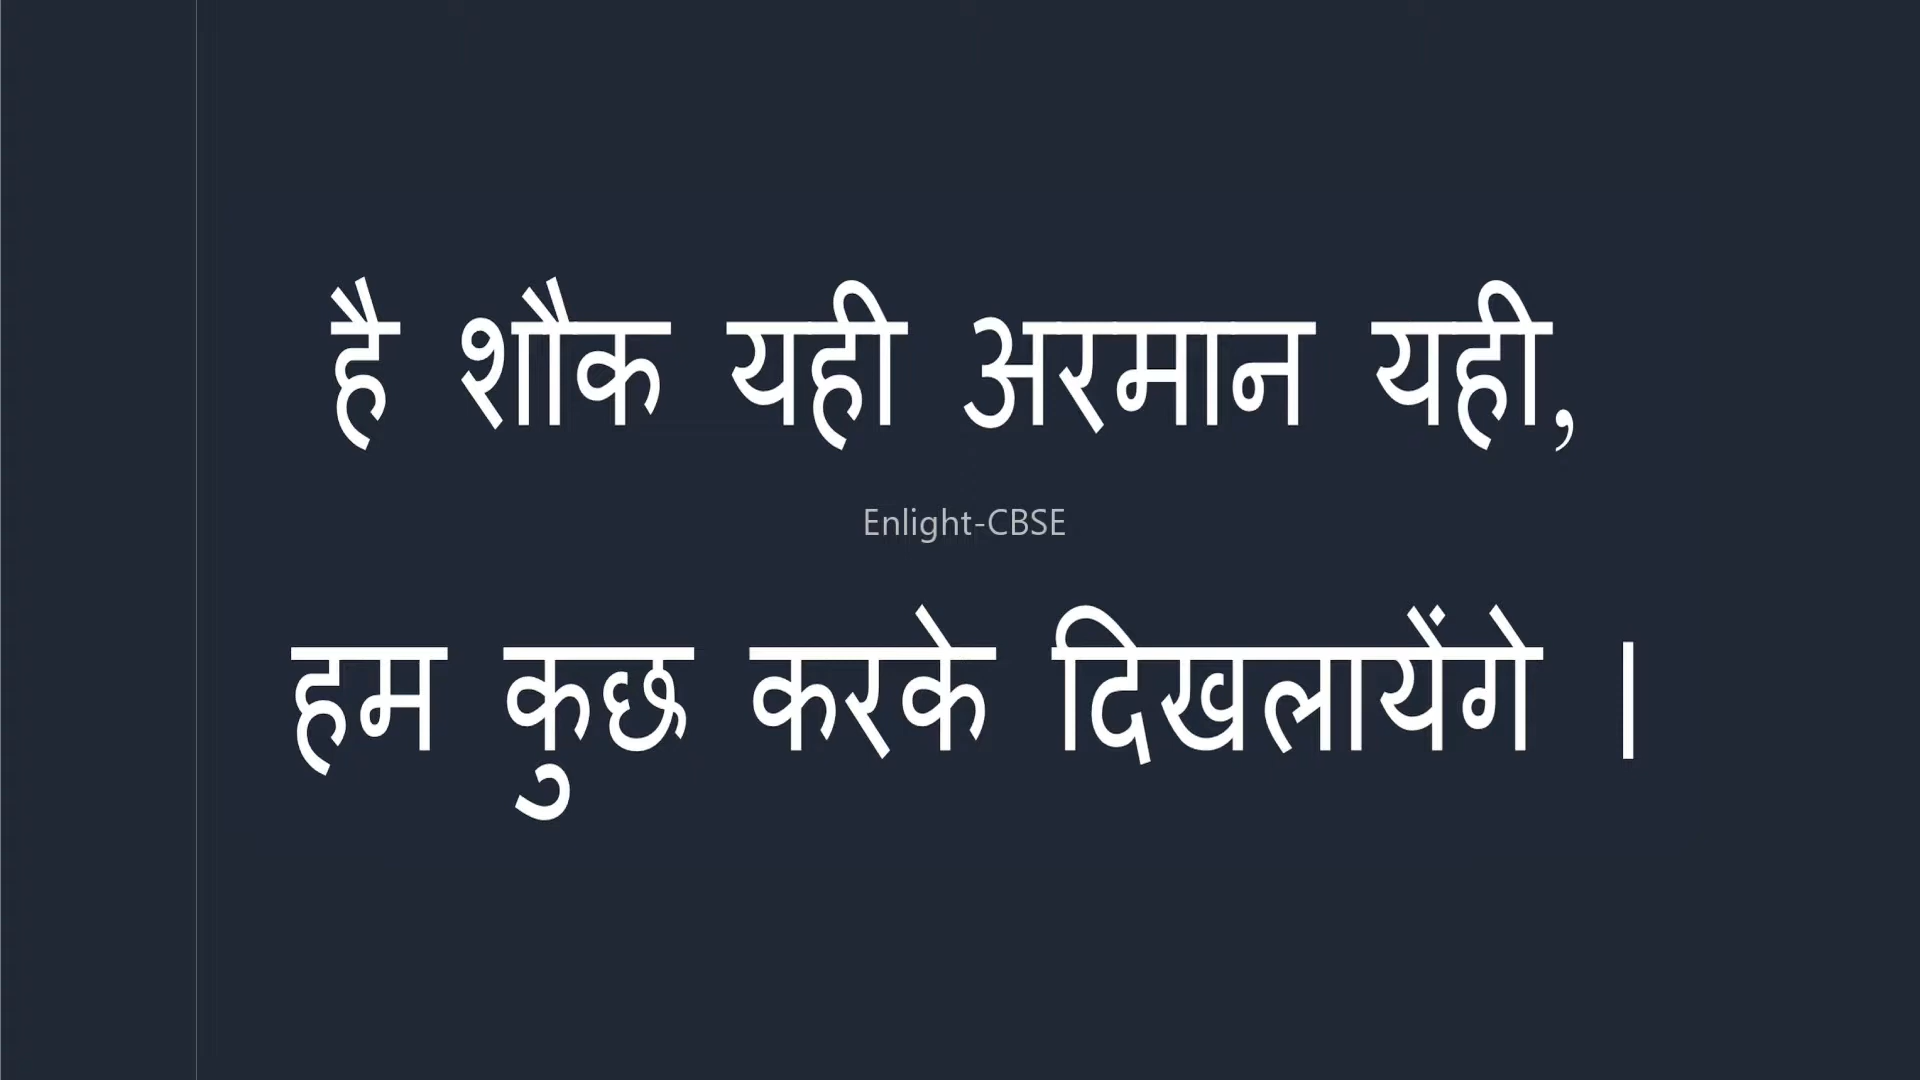 है शौक यही अरमान यही,
Enlight-CBSE
हम कुछ करके दिखलायेंगे ।